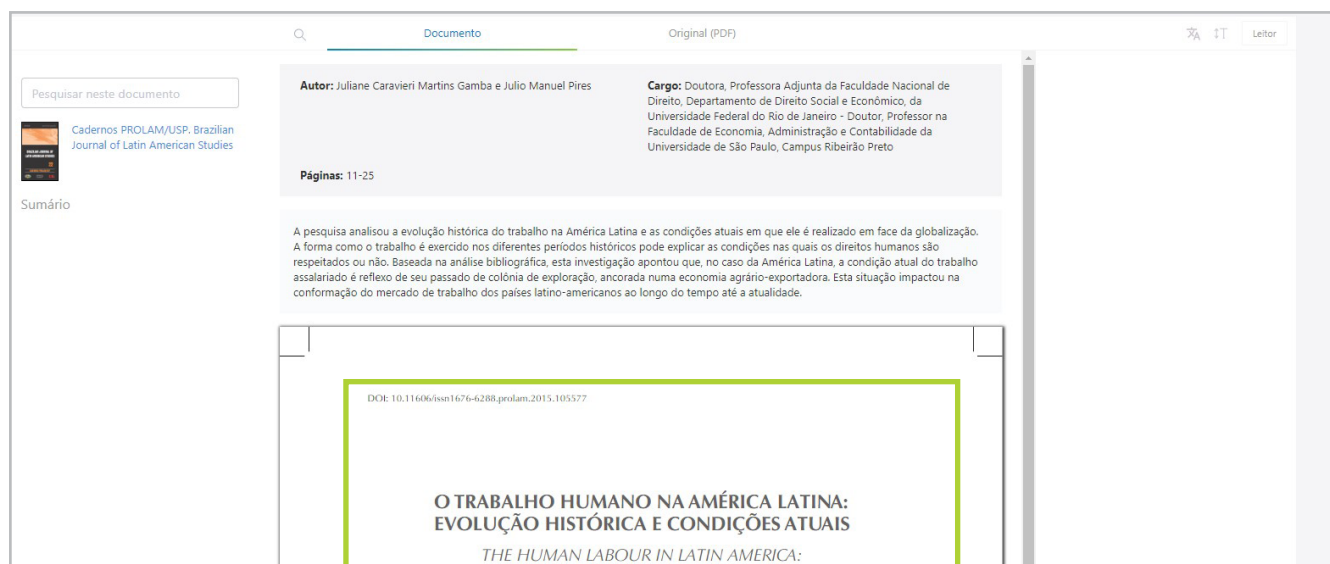 Documento
Original (PDF)
Leitor
Pesquisar neste documento
Cadernos PROLAM/USP. Brazilian
Journal of Latin American Studies
Sumário
Autor: Juliane Caravieri Martins Gamba e Julio Manuel Pires
Cargo: Doutora, Professora Adjunta da Faculdade Nacional de
Direito, Departamento de Direito Social e Econômico, da
Universidade Federal do Rio de Janeiro - Doutor, Professor na
Faculdade de Economia, Administração e Contabilidade da
Universidade de São Paulo, Campus Ribeirão Preto
Páginas: 11-25
A pesquisa analisou a evolução histórica do trabalho na América Latina e as condições atuais em que ele é realizado em face da globalização.
A forma como o trabalho é exercido nos diferentes períodos históricos pode explicar as condições nas quais os direitos humanos são
respeitados ou não. Baseada na análise bibliográfica, esta investigação apontou que, no caso da América Latina, a condição atual do trabalho
assalariado é reflexo de seu passado de colônia de exploração, ancorada numa economia agrário-exportadora. Esta situação impactou na
conformação do mercado de trabalho dos países latino-americanos ao longo do tempo até a atualidade.
DOI: 10.11606/issn1676-6288.prolam.2015.105577
O TRABALHO HUMANO NA AMÉRICA LATINA:
EVOLUÇÃO HISTÓRICA E CONDIÇÕES ATUAIS
THE HUMAN LABOUR IN LATIN AMERICA: